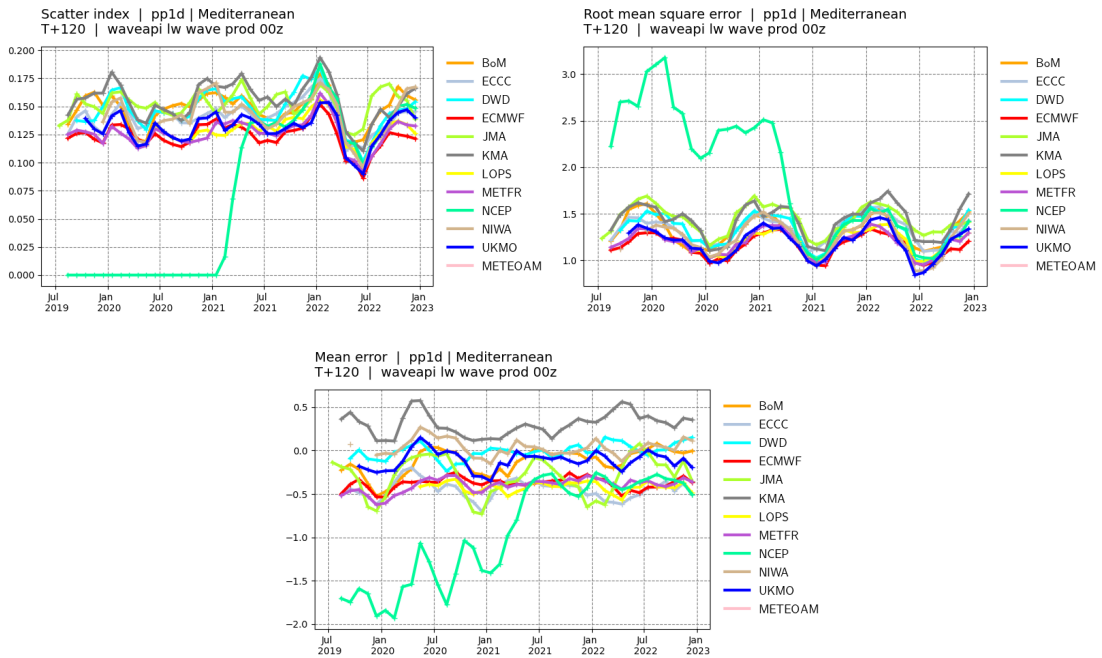 Scatter index | pp1d | Mediterranean
T+120 | waveapi lw wave prod 00z
0.200
0.175
0.150
0.125
0.100
0.075
0.050
0.025
0.000
Jul 2019
Jan 2020
Jul 2020
Jan 2021
Jul 2021
Jan 2022
Jul 2022
Jan 2023
BoM
ECCC
DWD
ECMWF
JMA
KMA
LOPS
METFR
NCEP
NIWA
UKMO
METEOAM
Root mean square error | pp1d | Mediterranean
T+120 | waveapi lw wave prod 00z
3.0
2.5
2.0
1.5
1.0
Jul 2019
Jan 2020
Jul 2020
Jan 2021
Jul 2021
Jan 2022
Jul 2022
Jan 2023
BoM
ECCC
DWD
ECMWF
JMA
KMA
LOPS
METFR
NCEP
NIWA
UKMO
METEOAM
Mean error | pp1d | Mediterranean
T+120 | waveapi lw wave prod 00z
0.5
0.0
−0.5
−1.0
−1.5
−2.0
Jul 2019
Jan 2020
Jul 2020
Jan 2021
Jul 2021
Jan 2022
Jul 2022
Jan 2023
BoM
ECCC
DWD
ECMWF
JMA
KMA
LOPS
METFR
NCEP
NIWA
UKMO
METEOAM